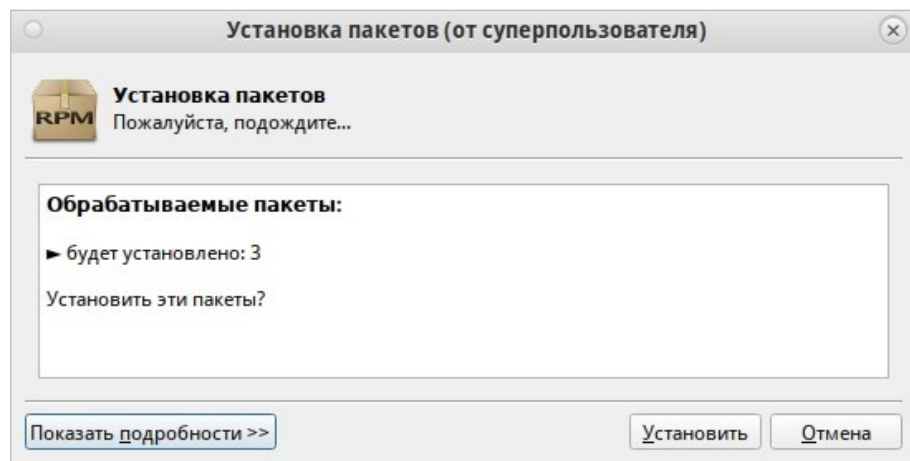 Установка пакетов (от суперпользователя)
RPM
Установка пакетов
Пожалуйста, подождите...
Обрабатываемые пакеты:
► будет установлено: 3
Установить эти пакеты?
Показать подробности >>
Установить
Отмена